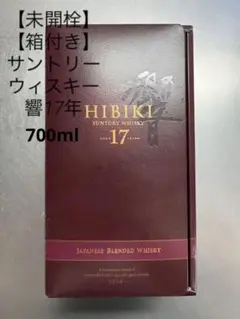 【未開栓】
【箱付き】
サントリー
ウィスキー
響17年
700ml
響
HIBIKI
SUNTORY WHISKY
17
JAPANESE BLENDED WHISKY